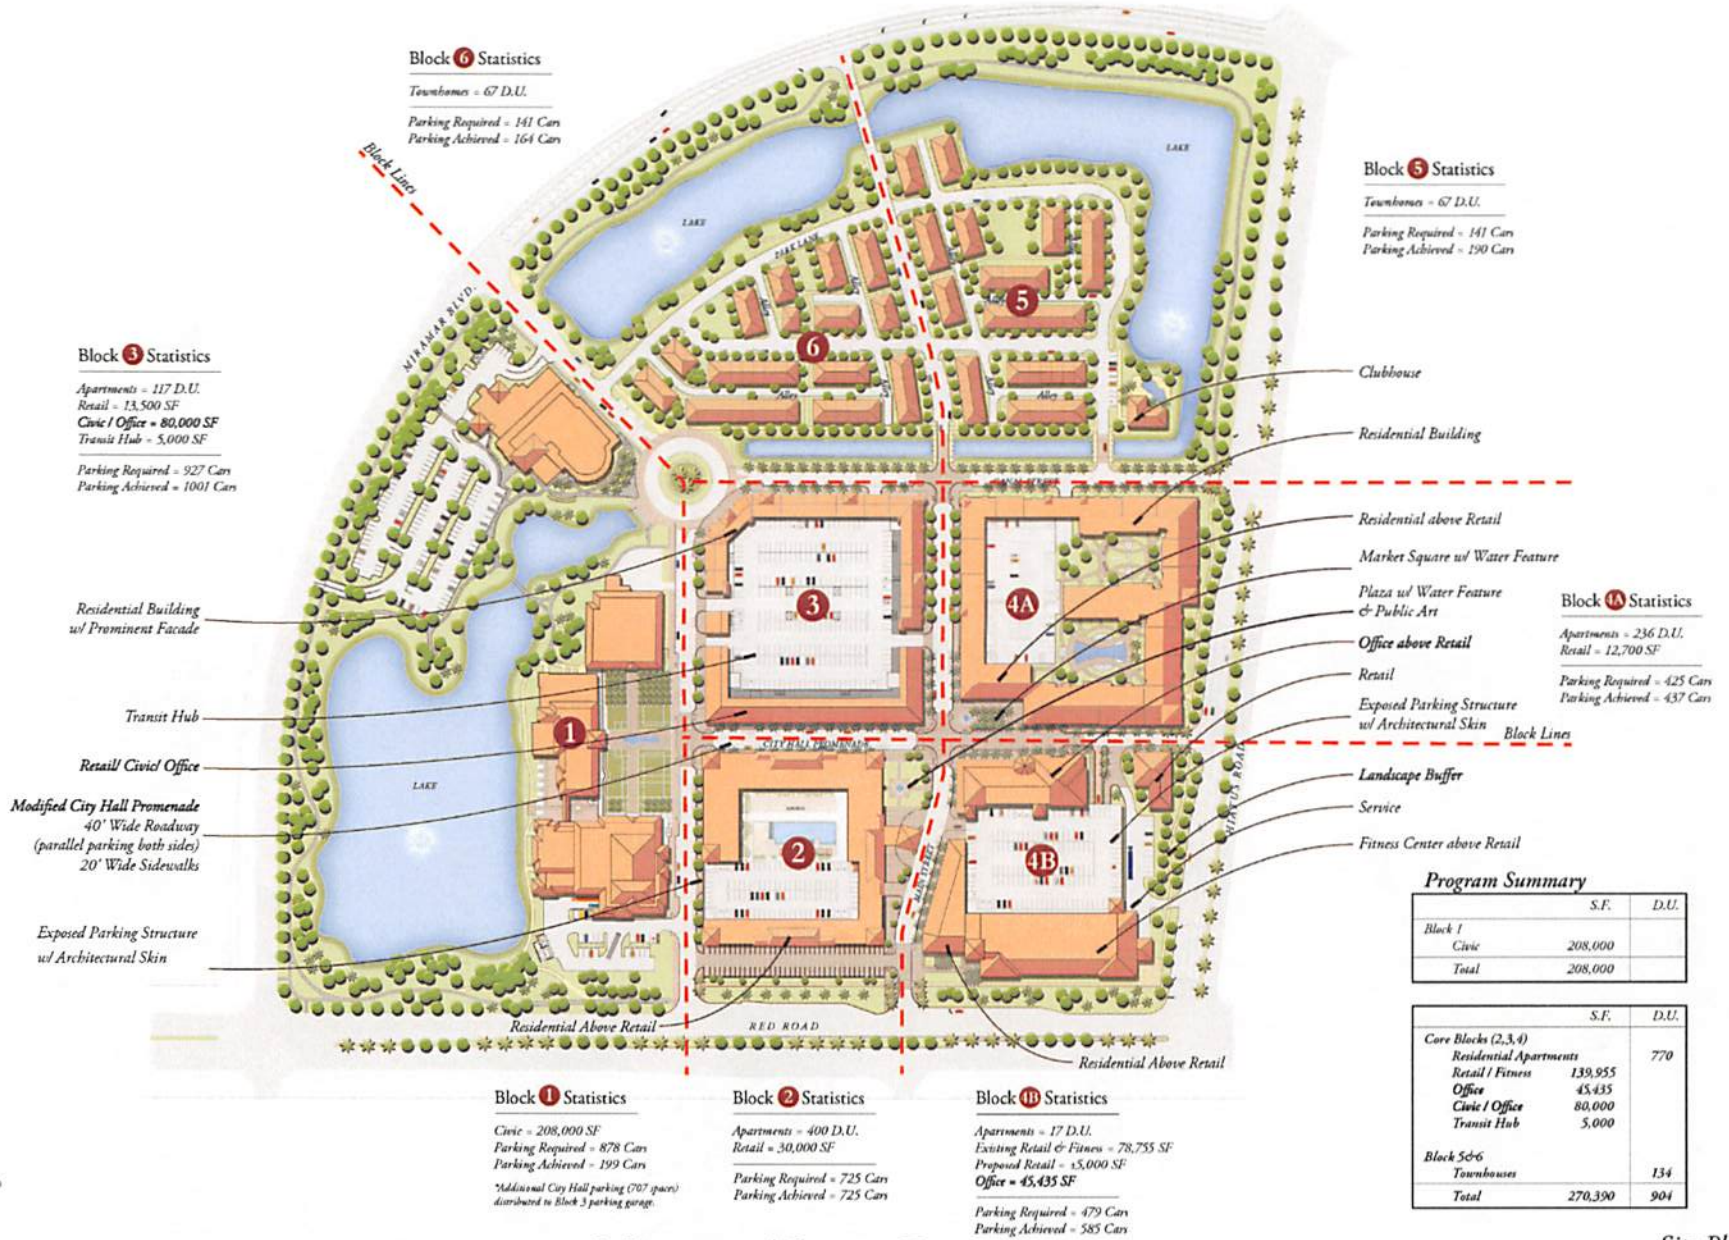 Block 6 Statistics
Townhomes = 67 D.U.
Parking Required = 141 Cars
Parking Achieved = 164 Cars
Block Lines
LAKE
LAKE
Block 5 Statistics
Townhomes = 67 D.U.
Parking Required = 141 Cars
Parking Achieved = 190 Cars
MIRAMAR BLVD.
PARK LANE
Alley
Alley
Alley
Alley
5
6
Alley
Alley
Alley
Alley
Block 3 Statistics
Apartments = 117 D.U.
Retail = 13,500 SF
Civic / Office = 80,000 SF
Transit Hub = 5,000 SF
Parking Required = 927 Cars
Parking Achieved = 1001 Cars
Clubhouse
Residential Building
CANAL STREET
Residential above Retail
Market Square w/ Water Feature
Plaza w/ Water Feature
& Public Art
Office above Retail
Retail
Exposed Parking Structure
w/ Architectural Skin
Block Lines
Block 4A Statistics
Apartments = 236 D.U.
Retail = 12,700 SF
Parking Required = 425 Cars
Parking Achieved = 437 Cars
3
4A
Residential Building
w/ Prominent Facade
Transit Hub
1
CITY HALL PROMENADE
Retail/ Civic/ Office
LAKE
HIATUS ROAD
Landscape Buffer
Service
Fitness Center above Retail
Modified City Hall Promenade
40' Wide Roadway
(parallel parking both sides)
20' Wide Sidewalks
2
4B
MAIN STREET
Exposed Parking Structure
w/ Architectural Skin
Residential Above Retail
RED ROAD
Residential Above Retail
Program Summary
S.F. D.U.
Block 1
Civic 208,000
Total 208,000
S.F. D.U.
Core Blocks (2,3,4)
Residential Apartments 770
Retail / Fitness 139,955
Office 45,435
Civic / Office 80,000
Transit Hub 5,000
Block 5&6
Townhouses 134
Total 270,390 904
Block 1 Statistics
Civic = 208,000 SF
Parking Required = 878 Cars
Parking Achieved = 199 Cars
*Additional City Hall parking (707 spaces)
distributed to Block 3 parking garage.
Block 2 Statistics
Apartments = 400 D.U.
Retail = 30,000 SF
Parking Required = 725 Cars
Parking Achieved = 725 Cars
Block 4B Statistics
Apartments = 17 D.U.
Existing Retail & Fitness = 78,755 SF
Proposed Retail = ±5,000 SF
Office = 45,435 SF
Parking Required = 479 Cars
Parking Achieved = 585 Cars